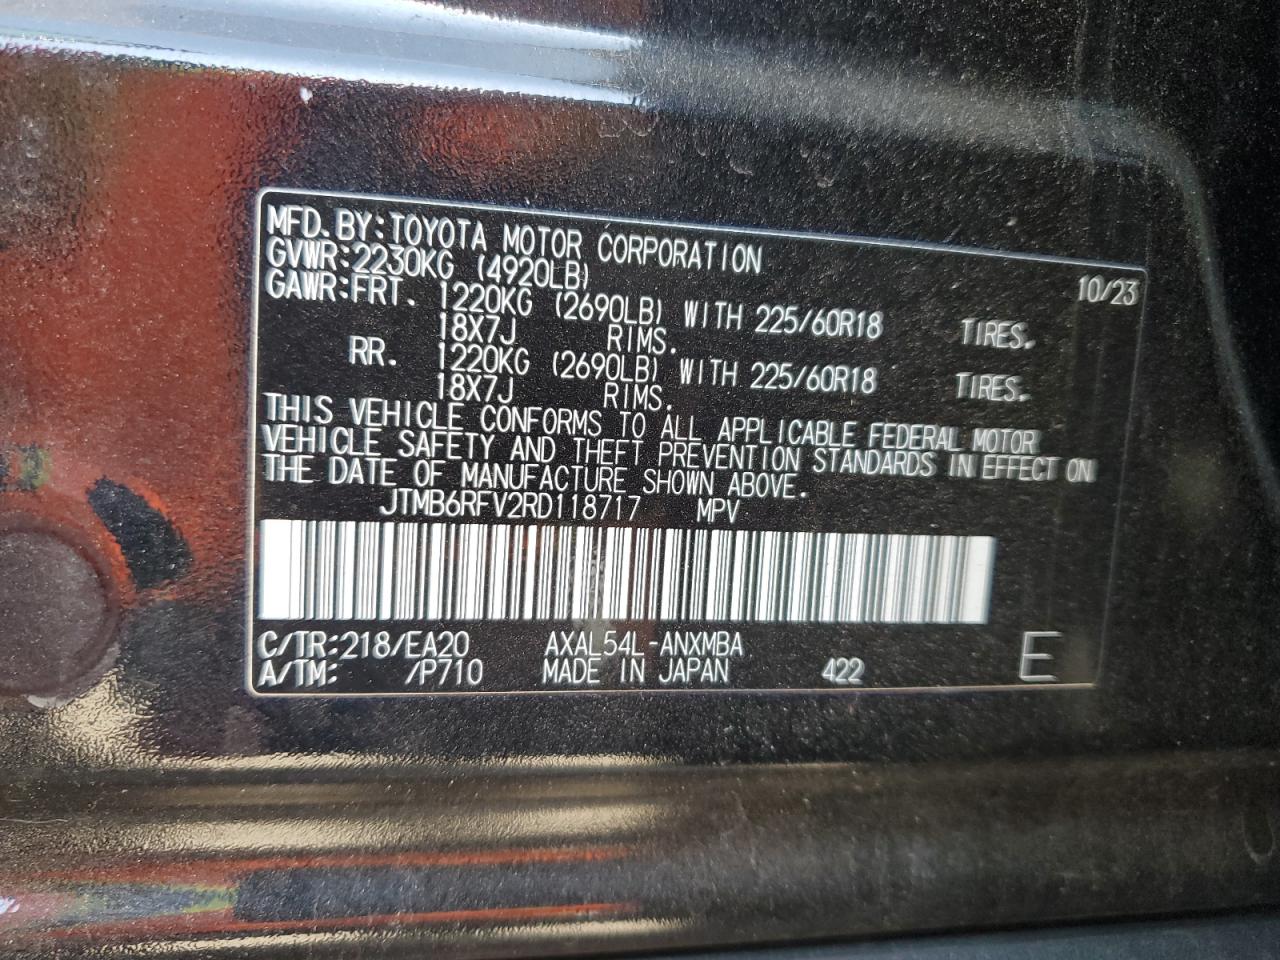 MFD.BY:TOYOTA MOTOR CORPORATION 10/23
GVWR:2230KG (4920LB)
GAWR:FRT. 1220KG (2690LB) WITH 225/60R18 TIRES.
18X7J RIMS.
RR. 1220KG (2690LB) WITH 225/60R18 TIRES.
18X7J RIMS.
THIS VEHICLE CONFORMS TO ALL APPLICABLE FEDERAL MOTOR
VEHICLE SAFETY AND THEFT PREVENTION STANDARDS IN EFFECT ON
THE DATE OF MANUFACTURE SHOWN ABOVE.
JTMB6RFV2RD118717 MPV
C/TR:218/EA20 AXAL54L-ANXMBA
A/TM: /P710 MADE IN JAPAN 422 E